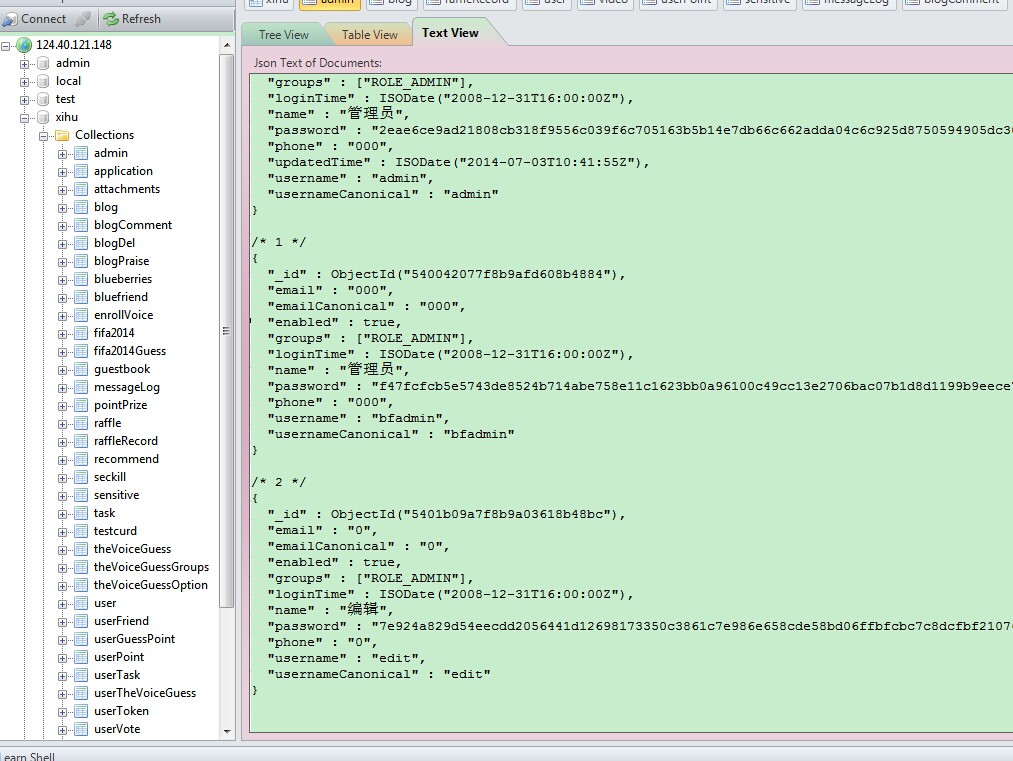 xihu admin blog raffleRecord user video userPoint sensitive messageLog blogComment
Connect Refresh
124.40.121.148
admin
local
test
xihu
Collections
admin
application
attachments
blog
blogComment
blogDel
blogPraise
blueberries
bluefriend
enrollVoice
fifa2014
fifa2014Guess
guestbook
messageLog
pointPrize
raffle
raffleRecord
recommend
seckill
sensitive
task
testcurd
theVoiceGuess
theVoiceGuessGroups
theVoiceGuessOption
user
userFriend
userGuessPoint
userPoint
userTask
userTheVoiceGuess
userToken
userVote
Tree View Table View Text View
Json Text of Documents:
"groups" : ["ROLE_ADMIN"],
"loginTime" : ISODate("2008-12-31T16:00:00Z"),
"name" : "管理员",
"password" : "2eae6ce9ad21808cb318f9556c039f6c705163b5b14e7db66c662adda04c6c925d8750594905dc3
"phone" : "000",
"updatedTime" : ISODate("2014-07-03T10:41:55Z"),
"username" : "admin",
"usernameCanonical" : "admin"
}
/* 1 */
{
"_id" : ObjectId("540042077f8b9afd608b4884"),
"email" : "000",
"emailCanonical" : "000",
"enabled" : true,
"groups" : ["ROLE_ADMIN"],
"loginTime" : ISODate("2008-12-31T16:00:00Z"),
"name" : "管理员",
"password" : "f47fcfcb5e5743de8524b714abe758e11c1623bb0a96100c49cc13e2706bac07b1d8d1199b9eece
"phone" : "000",
"username" : "bfadmin",
"usernameCanonical" : "bfadmin"
}
/* 2 */
{
"_id" : ObjectId("5401b09a7f8b9a03618b48bc"),
"email" : "0",
"emailCanonical" : "0",
"enabled" : true,
"groups" : ["ROLE_ADMIN"],
"loginTime" : ISODate("2008-12-31T16:00:00Z"),
"name" : "编辑",
"password" : "7e924a829d54eecdd2056441d12698173350c3861c7e986e658cde58bd06ffbfcbc7c8dcfbf2107
"phone" : "0",
"username" : "edit",
"usernameCanonical" : "edit"
}
earn Shell